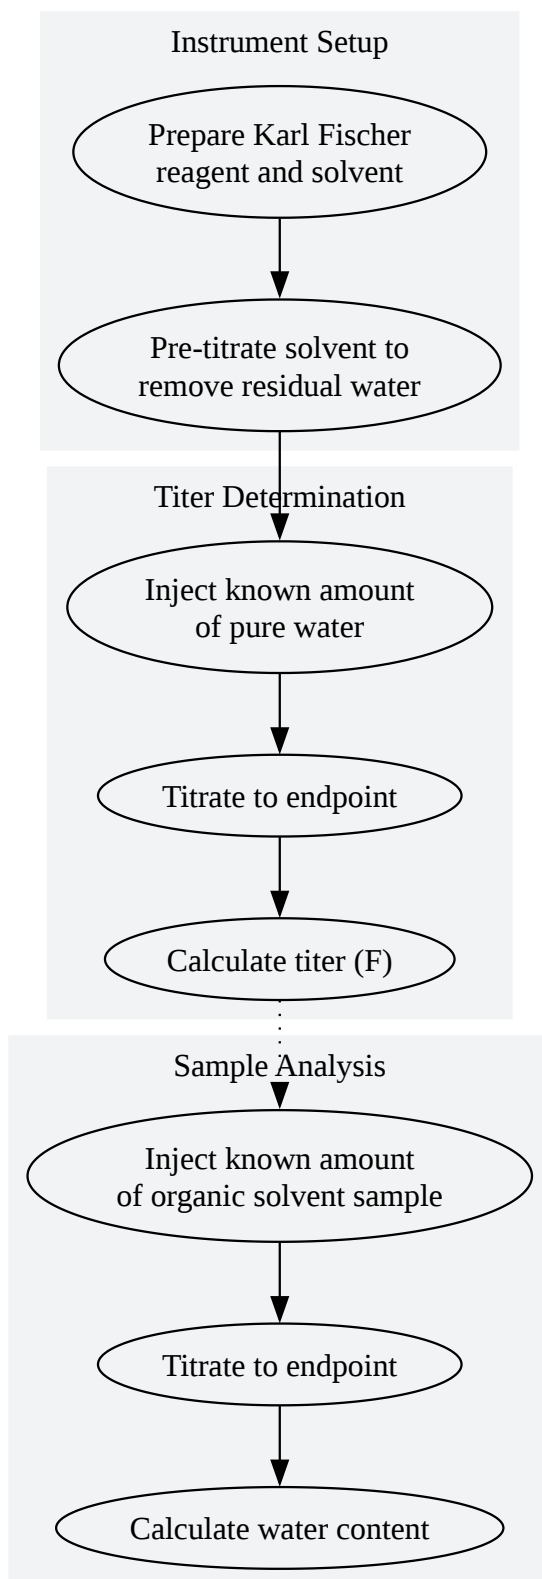 Instrument Setup
Prepare Karl Fischer
reagent and solvent
Pre-titrate solvent to
remove residual water
Titer Determination
Inject known amount
of pure water
Titrate to endpoint
Calculate titer (F)
Sample Analysis
Inject known amount
of organic solvent sample
Titrate to endpoint
Calculate water content